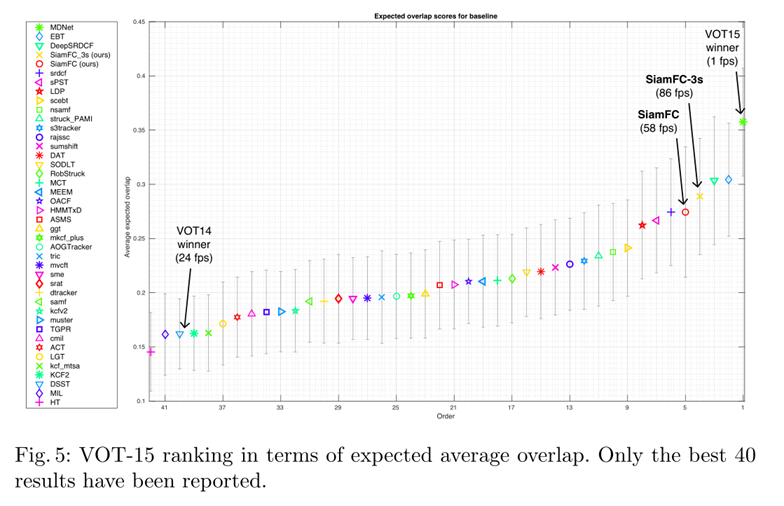 Expected overlap scores for baseline
MDNet
EBT
DeepSRDCF
SiamFC_3s (ours)
SiamFC (ours)
srdcf
sPST
LDP
scebt
nsamf
struck_PAMI
s3tracker
rajssc
sumshift
DAT
SODLT
RobStruck
MCT
MEEM
OACF
HMMTxD
ASMS
ggt
mkcf_plus
AOGTracker
tric
mvcft
sme
srat
dtracker
samf
kcfv2
muster
TGPR
cmil
ACT
LGT
kcf_mtsa
KCF2
DSST
MIL
HT
Average expected overlap
0.45
0.4
0.35
0.3
0.25
0.2
0.15
0.1
VOT14
winner
(24 fps)
SiamFC
(58 fps)
SiamFC-3s
(86 fps)
VOT15
winner
(1 fps)
41 37 33 29 25 21 17 13 9 5 1
Order
Fig. 5: VOT-15 ranking in terms of expected average overlap. Only the best 40
results have been reported.